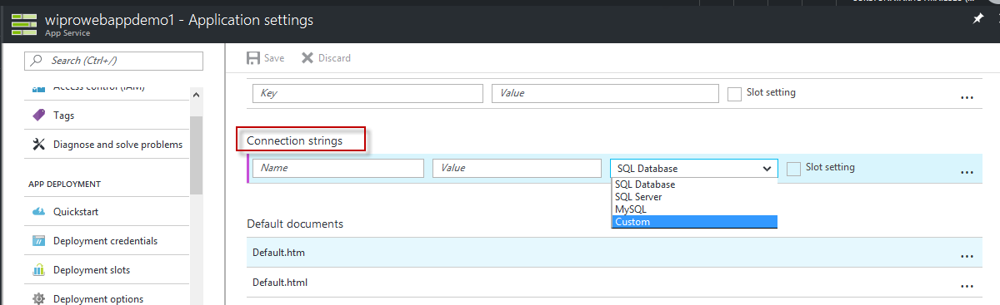 wiprowebappdemo1 - Application settings
App Service
Search (Ctrl+/)
Access control (IAM)
Tags
Diagnose and solve problems
APP DEPLOYMENT
Quickstart
Deployment credentials
Deployment slots
Deployment options
Save Discard
Key Value Slot setting ...
Connection strings
Name Value SQL Database Slot setting ...
SQL Database
SQL Server
MySQL
Custom
Default documents
Default.htm ...
Default.html ...